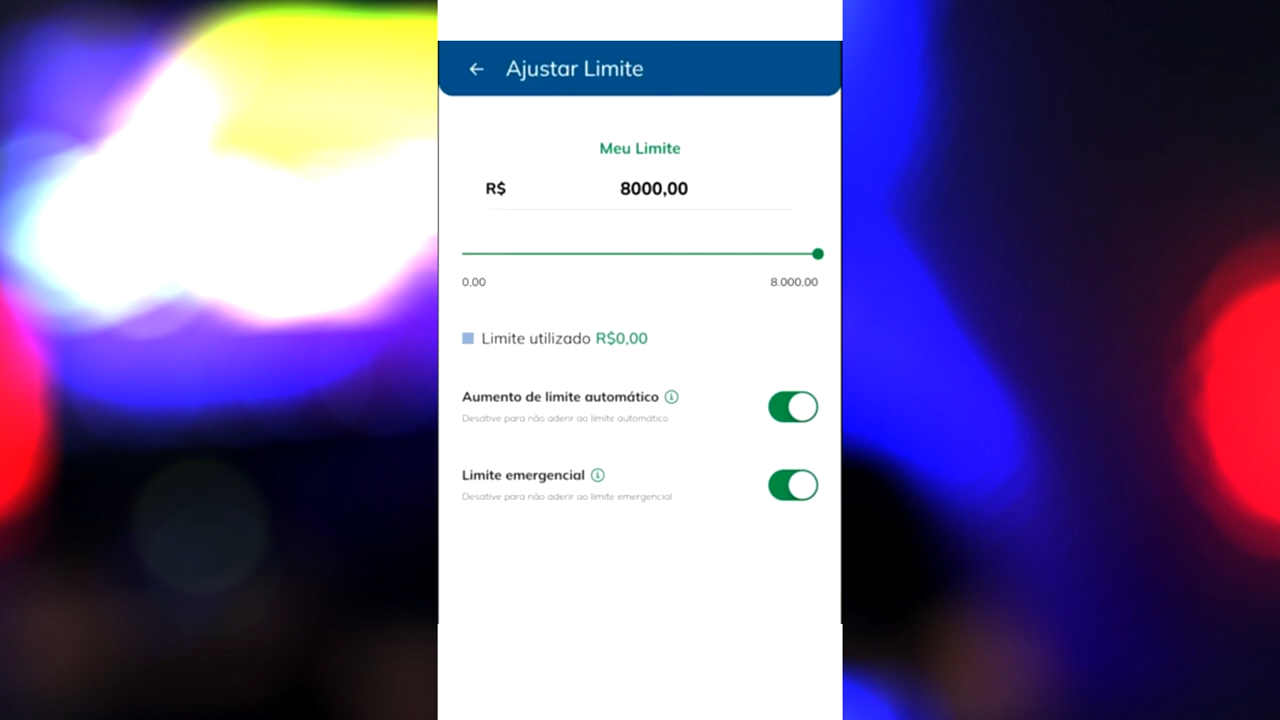 Ajustar Limite
Meu Limite
R$ 8000,00
0,00 8.000,00
Limite utilizado R$0,00
Aumento de limite automático
Desative para não aderir ao limite automático
Limite emergencial
Desative para não aderir ao limite emergencial